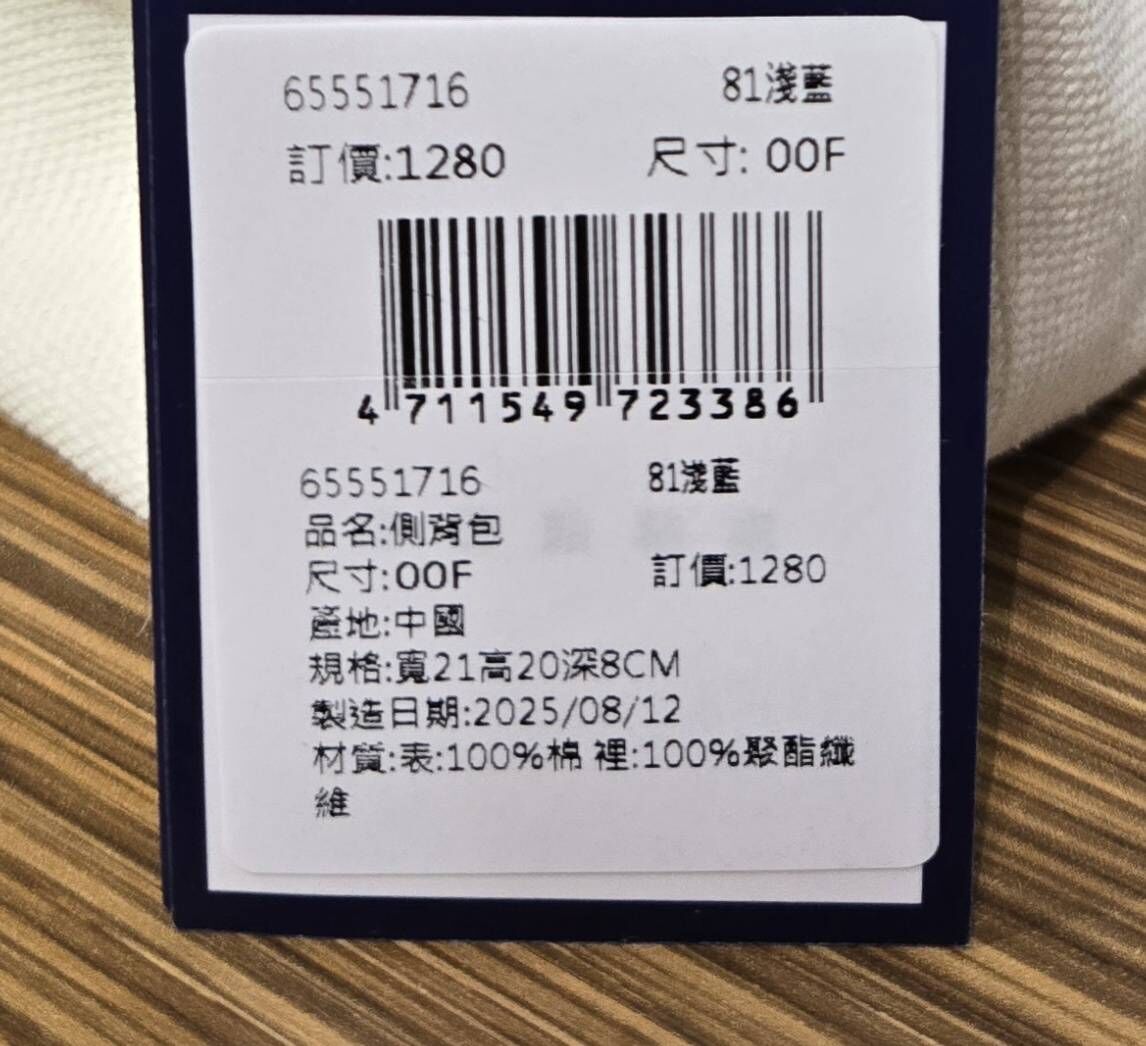 65551716 81淺藍
訂價:1280 尺寸: 00F
4 711549 723386
65551716 81淺藍
品名:側背包
尺寸:00F 訂價:1280
產地:中國
規格:寬21高20深8CM
製造日期:2025/08/12
材質:表:100%棉 裡:100%聚酯纖
維